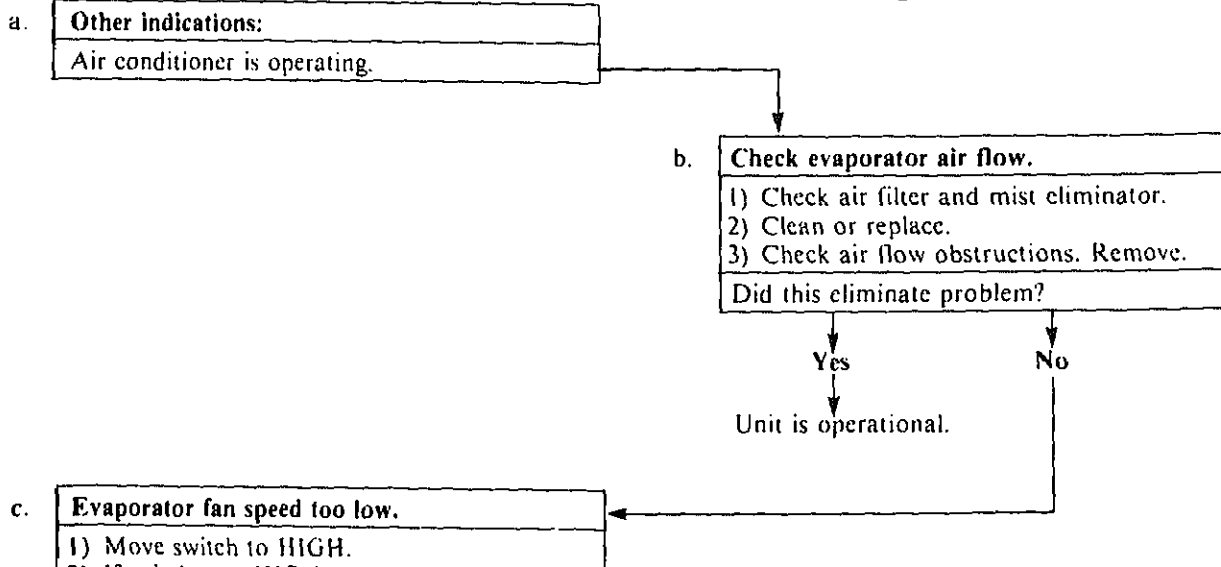 a. Other indications:
Air conditioner is operating.
b. Check evaporator air flow.
1) Check air filter and mist eliminator.
2) Clean or replace.
3) Check air flow obstructions. Remove.
Did this eliminate problem?
Yes No
Unit is operational.
c. Evaporator fan speed too low.
1) Move switch to HIGH.